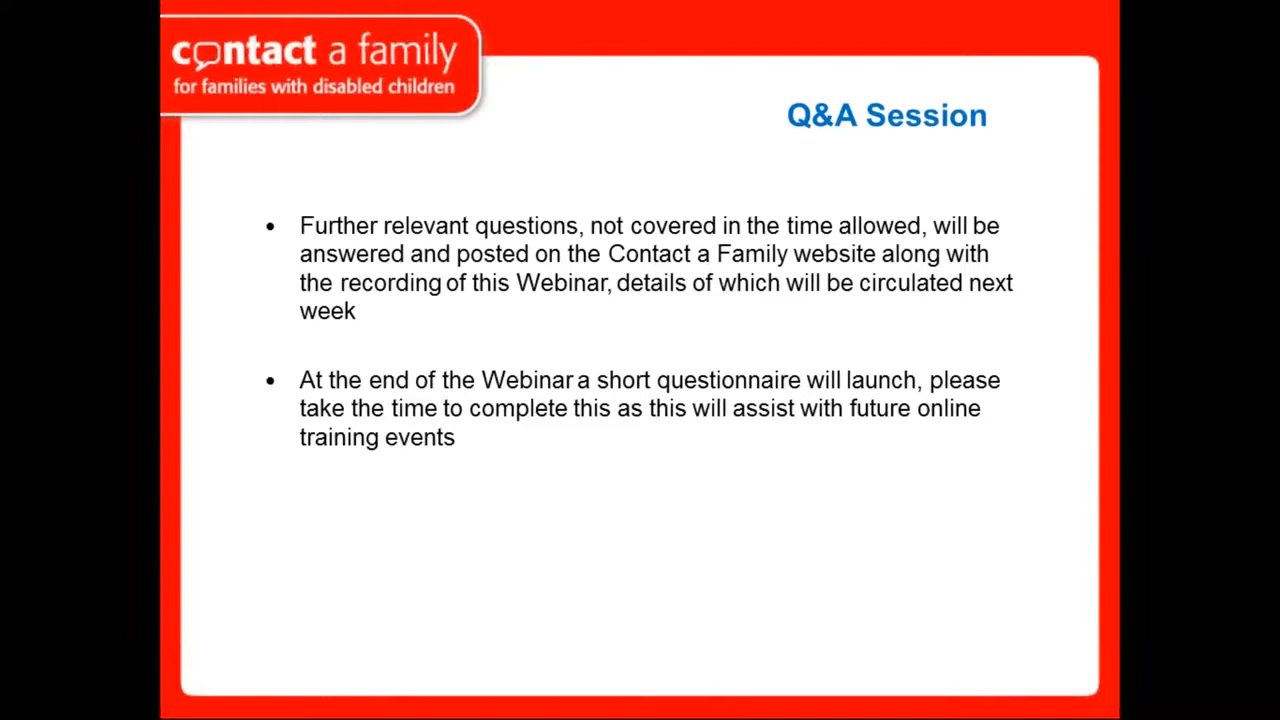 contact a family
for families with disabled children
Q&A Session
• Further relevant questions, not covered in the time allowed, will be
answered and posted on the Contact a Family website along with
the recording of this Webinar, details of which will be circulated next
week
• At the end of the Webinar a short questionnaire will launch, please
take the time to complete this as this will assist with future online
training events